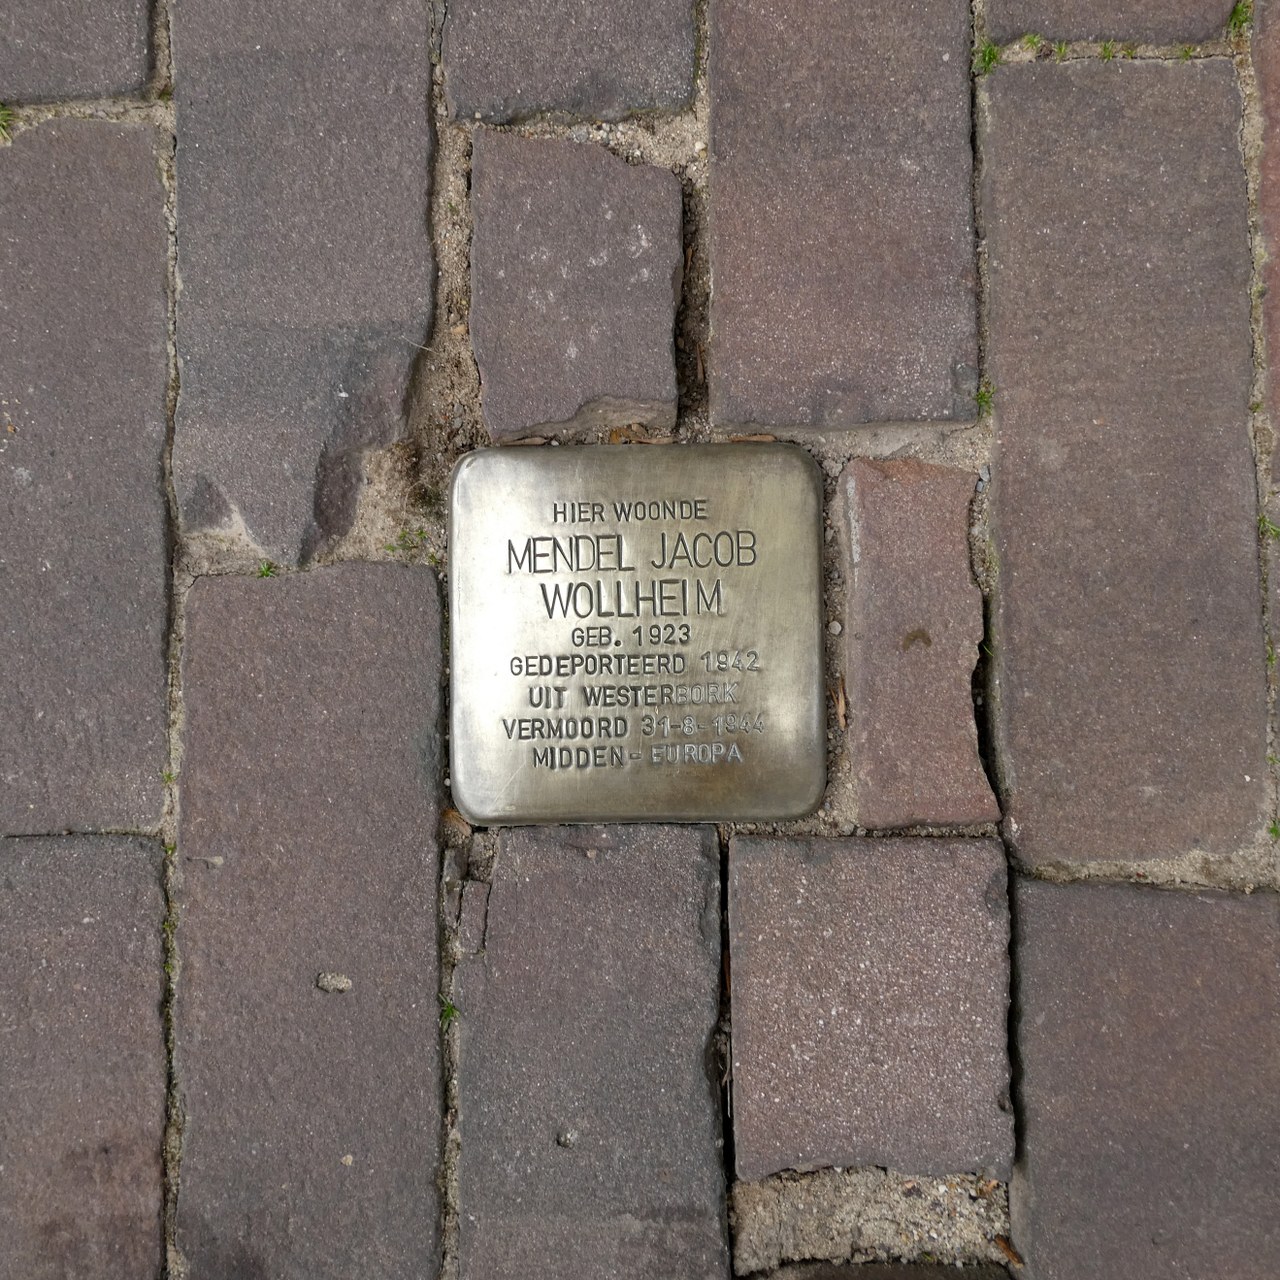 HIER WOONDE
MENDEL JACOB
WOLLHEIM
GEB. 1923
GEDEPORTEERD 1942
UIT WESTERBORK
VERMOORD 31-8-1944
MIDDEN-EUROPA